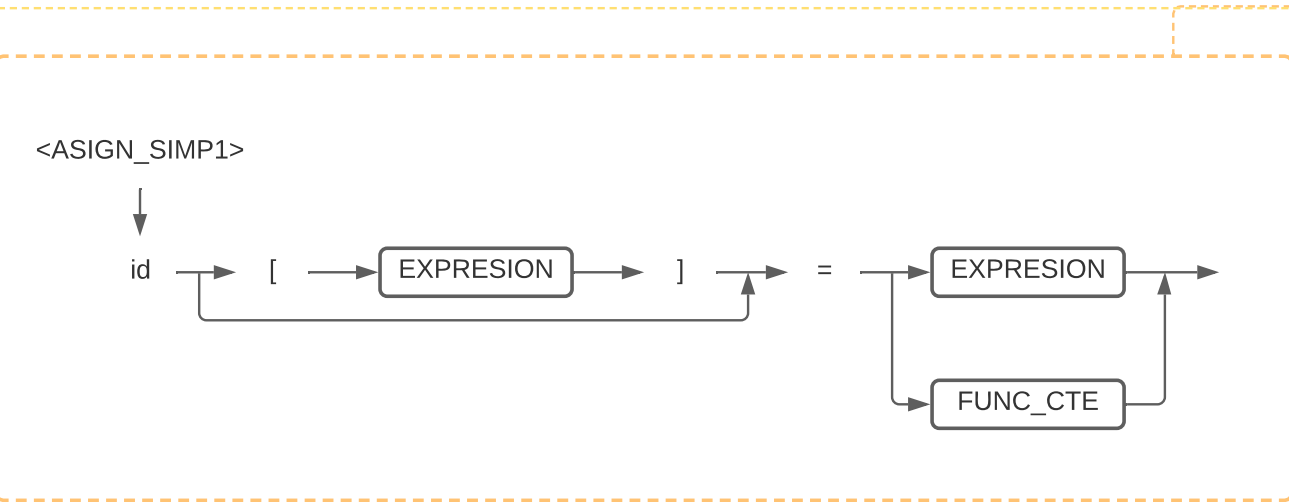 <ASIGN_SIMP1>
id [ EXPRESION ] = EXPRESION
FUNC_CTE